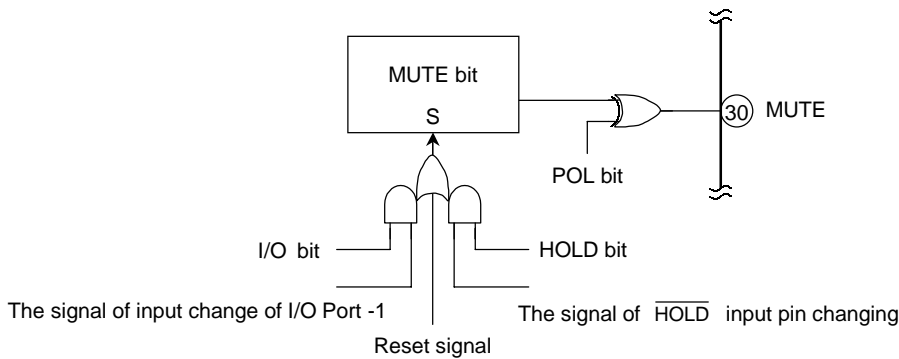 MUTE bit
S
30 MUTE
POL bit
I/O bit
HOLD bit
The signal of input change of I/O Port -1
The signal of HOLD input pin changing
Reset signal